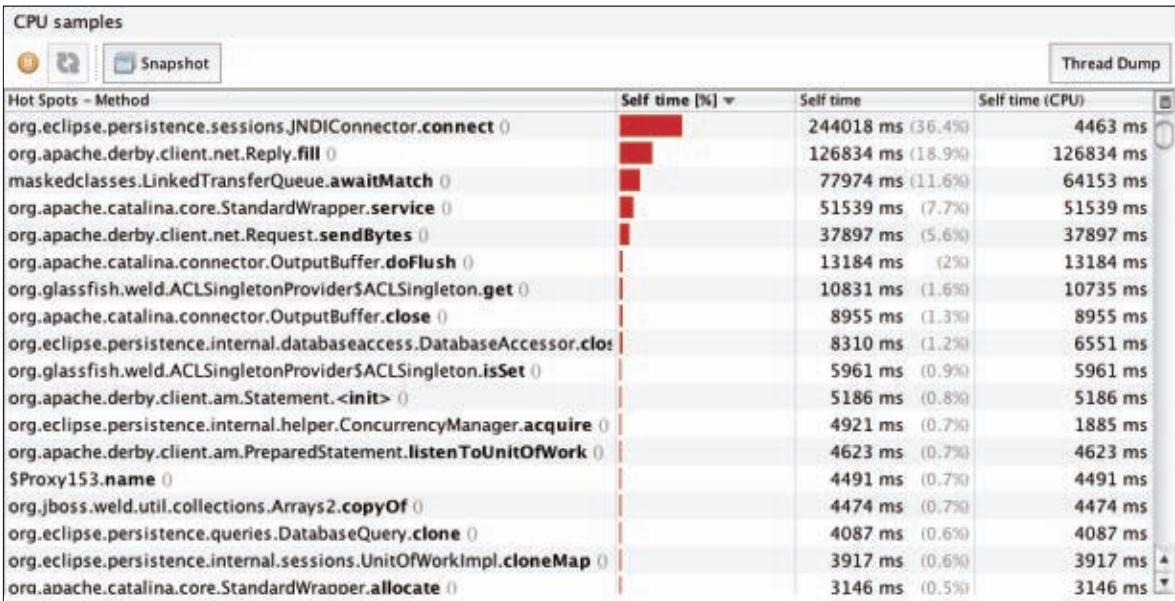 CPU samples
Snapshot Thread Dump
Hot Spots – Method Self time [%] Self time Self time (CPU)
org.eclipse.persistence.sessions.JNDIConnector.connect () 244018 ms (36.4%) 4463 ms
org.apache.derby.client.net.Reply.fill () 126834 ms (18.9%) 126834 ms
maskedclasses.LinkedTransferQueue.awaitMatch () 77974 ms (11.6%) 64153 ms
org.apache.catalina.core.StandardWrapper.service () 51539 ms (7.7%) 51539 ms
org.apache.derby.client.net.Request.sendBytes () 37897 ms (5.6%) 37897 ms
org.apache.catalina.connector.OutputBuffer.doFlush () 13184 ms (2%) 13184 ms
org.glassfish.weld.ACLSingletonProvider$ACLSingleton.get () 10831 ms (1.6%) 10735 ms
org.apache.catalina.connector.OutputBuffer.close () 8955 ms (1.3%) 8955 ms
org.eclipse.persistence.internal.databaseaccess.DatabaseAccessor.clos 8310 ms (1.2%) 6551 ms
org.glassfish.weld.ACLSingletonProvider$ACLSingleton.isSet () 5961 ms (0.9%) 5961 ms
org.apache.derby.client.am.Statement.<init> () 5186 ms (0.8%) 5186 ms
org.eclipse.persistence.internal.helper.ConcurrencyManager.acquire () 4921 ms (0.7%) 1885 ms
org.apache.derby.client.am.PreparedStatement.listenToUnitOfWork () 4623 ms (0.7%) 4623 ms
$Proxy153.name () 4491 ms (0.7%) 4491 ms
org.jboss.weld.util.collections.Arrays2.copyOf () 4474 ms (0.7%) 4474 ms
org.eclipse.persistence.queries.DatabaseQuery.clone () 4087 ms (0.6%) 4087 ms
org.eclipse.persistence.internal.sessions.UnitOfWorkImpl.cloneMap () 3917 ms (0.6%) 3917 ms
org.apache.catalina.core.StandardWrapper.allocate () 3146 ms (0.5%) 3146 ms